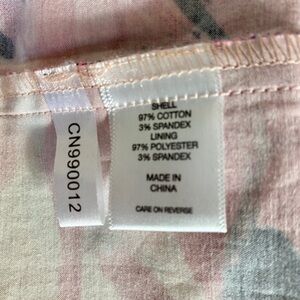 CN990012
SHELL
97% COTTON
3% SPANDEX
LINING
97% POLYESTER
3% SPANDEX
MADE IN
CHINA
CARE ON REVERSE